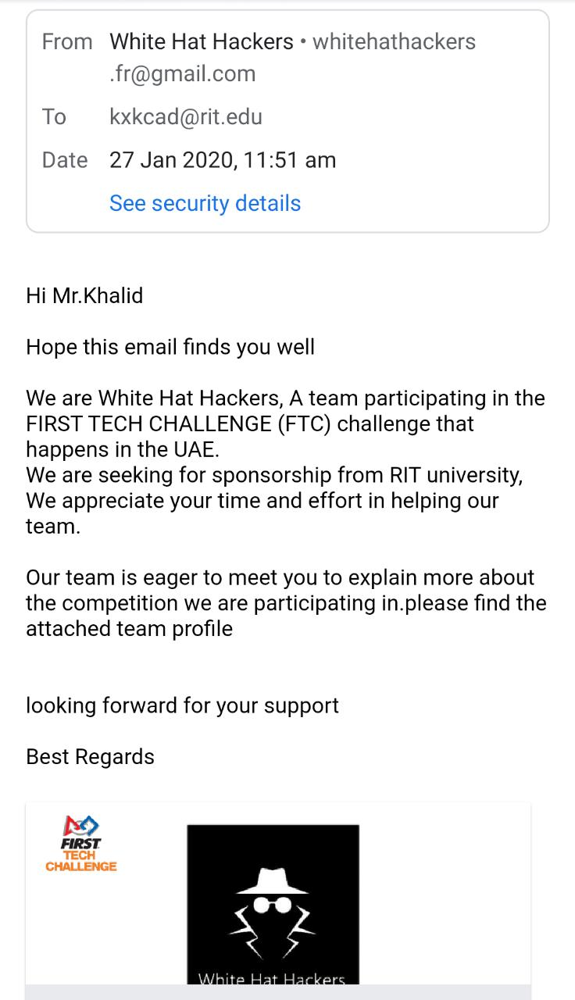 From White Hat Hackers • whitehathackers
.fr@gmail.com
To kxkcad@rit.edu
Date 27 Jan 2020, 11:51 am
See security details
Hi Mr.Khalid
Hope this email finds you well
We are White Hat Hackers, A team participating in the
FIRST TECH CHALLENGE (FTC) challenge that
happens in the UAE.
We are seeking for sponsorship from RIT university,
We appreciate your time and effort in helping our
team.
Our team is eager to meet you to explain more about
the competition we are participating in.please find the
attached team profile
looking forward for your support
Best Regards
FIRST
TECH
CHALLENGE
White Hat Hackers